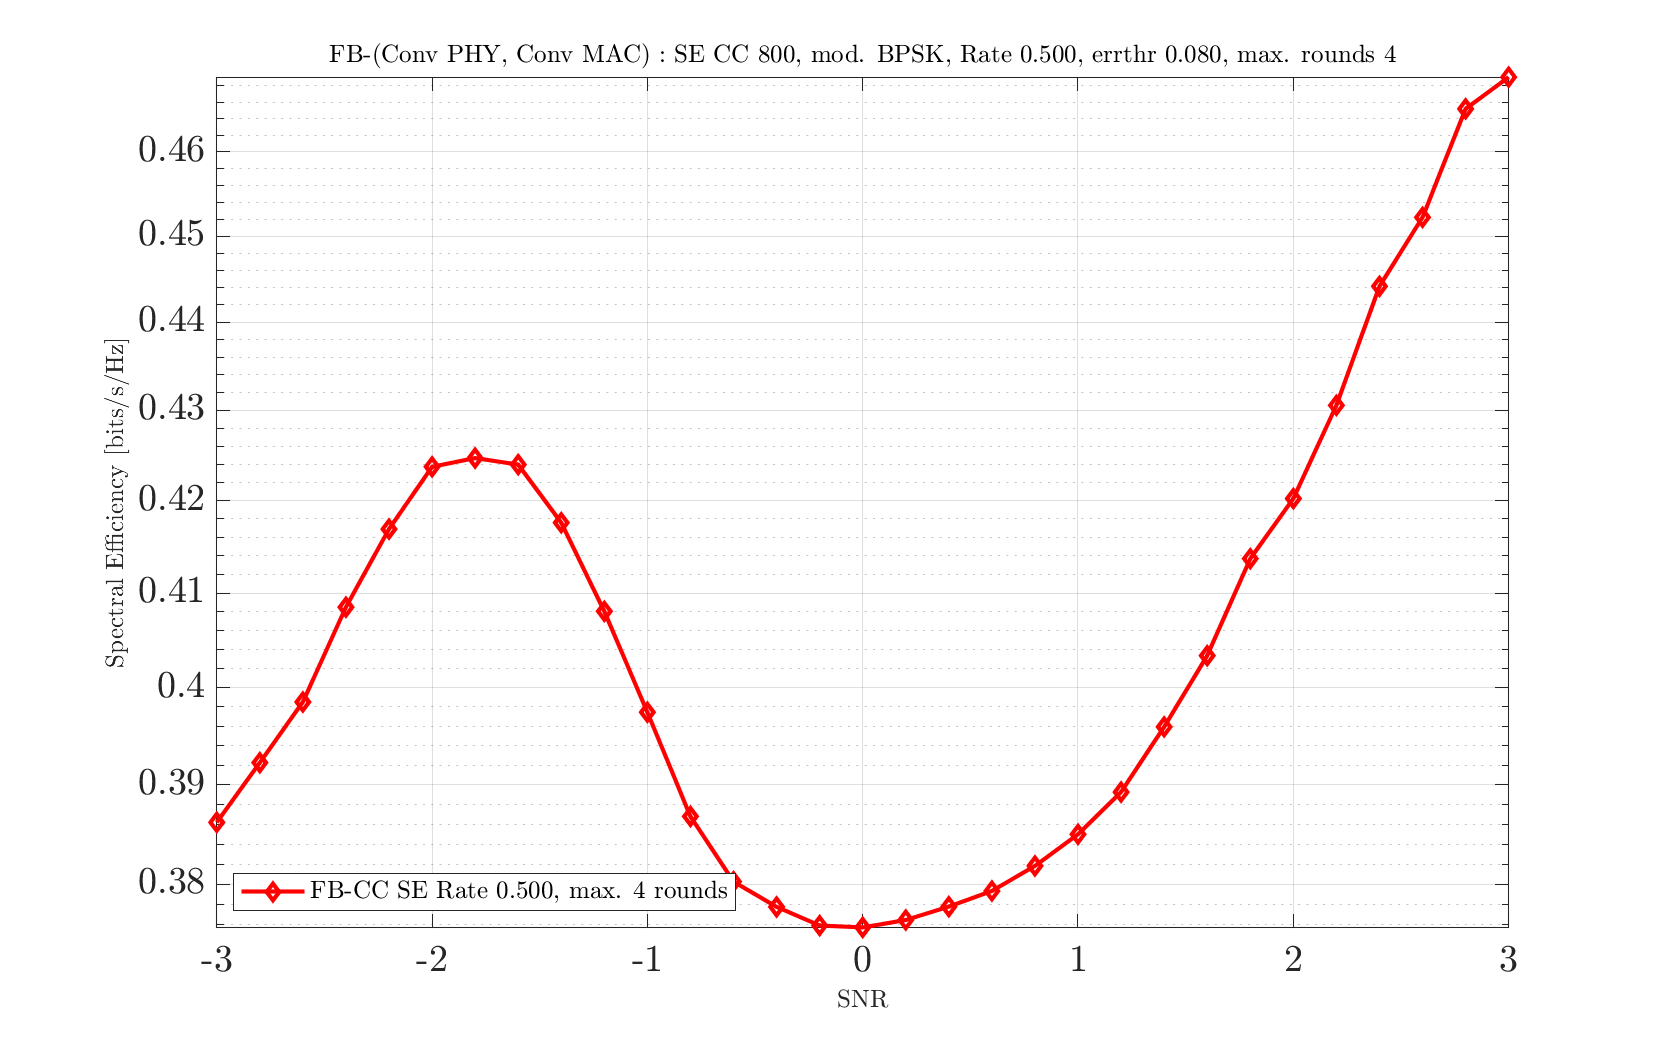 FB-(Conv PHY, Conv MAC) : SE CC 800, mod. BPSK, Rate 0.500, errthr 0.080, max. rounds 4
0.46
0.45
0.44
0.43
0.42
0.41
0.4
0.39
0.38
Spectral Efficiency [bits/s/Hz]
FB-CC SE Rate 0.500, max. 4 rounds
-3 -2 -1 0 1 2 3
SNR